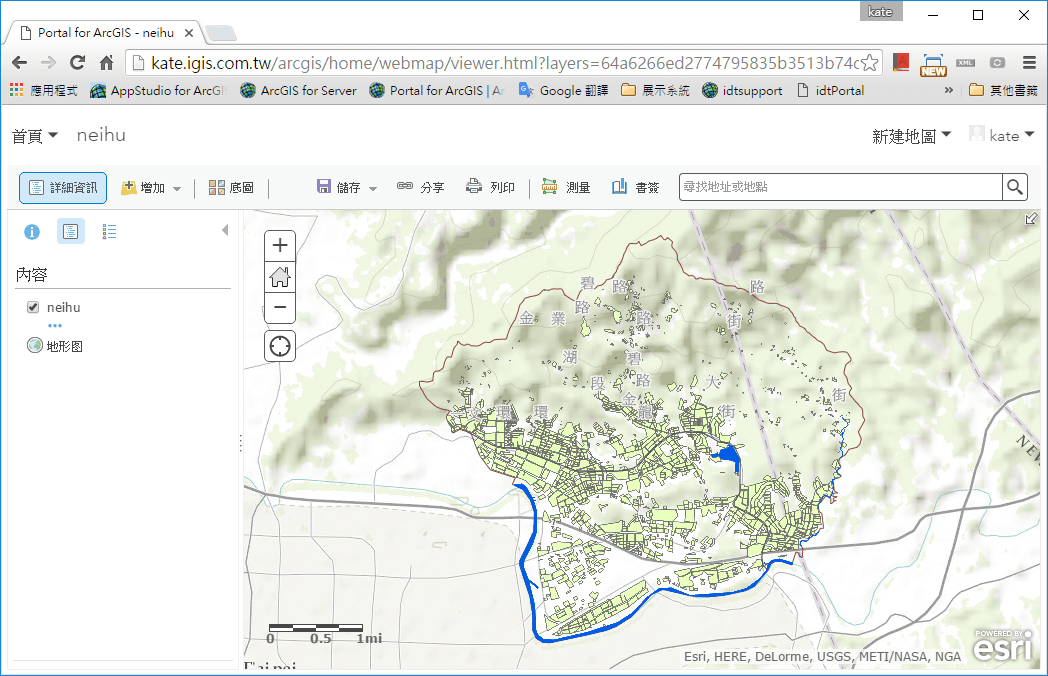 kate
Portal for ArcGIS - neihu
kate.igis.com.tw/arcgis/home/webmap/viewer.html?layers=64a6266ed2774795835b3513b74c
應用程式 AppStudio for ArcGI ArcGIS for Server Portal for ArcGIS | Ar Google 翻譯 展示系統 idtsupport idtPortal » 其他書籤
首頁 neihu 新建地圖 kate
詳細資訊 增加 底圖 儲存 分享 列印 測量 書簽 尋找地址或地點
內容
neihu
地形图
碧 路 路
路
金 業 路 街
湖 碧
段 路 大
金 街
環 環 龍 街
NEW
0 0.5 1mi
Taipei
Esri, HERE, DeLorme, USGS, METI/NASA, NGA
POWERED BY
esri